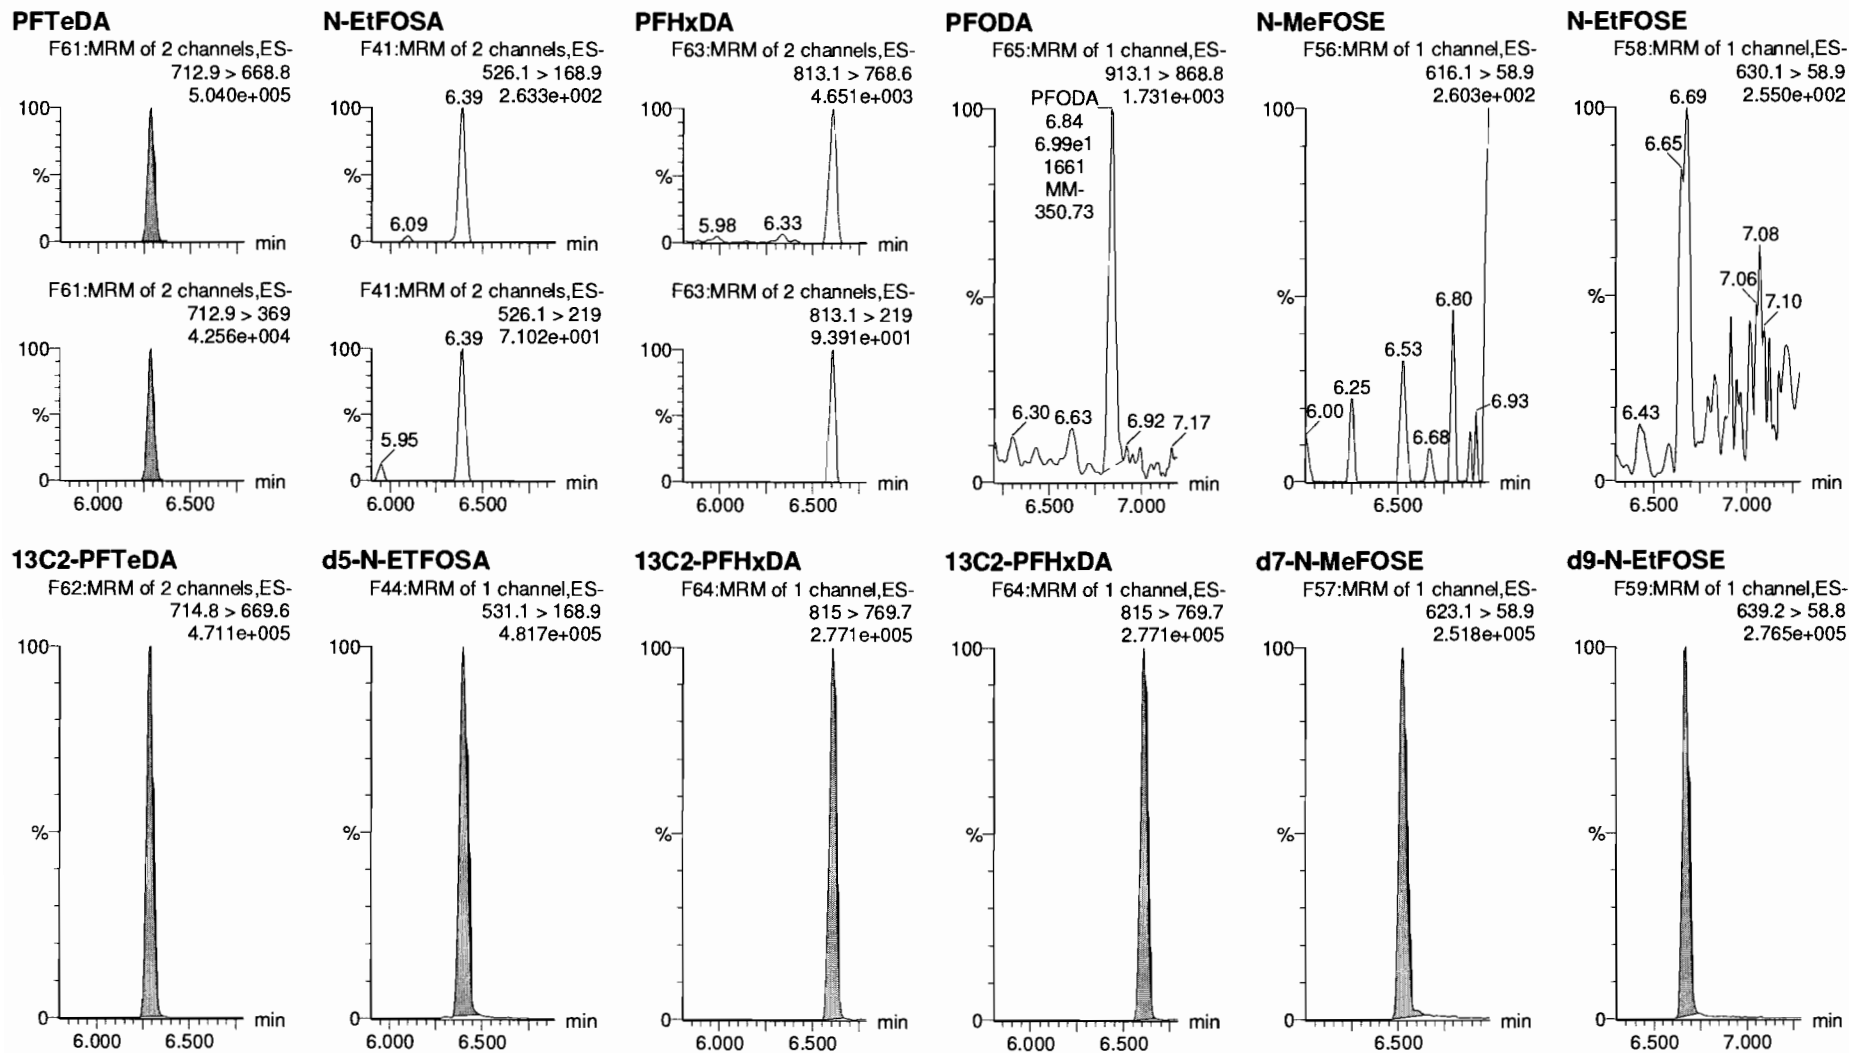 PFTeDA
F61:MRM of 2 channels,ES-
712.9 > 668.8
5.040e+005
100
%
0
min
F61:MRM of 2 channels,ES-
712.9 > 369
4.256e+004
100
%
0
min
6.000 6.500
N-EtFOSA
F41:MRM of 2 channels,ES-
526.1 > 168.9
6.39 2.633e+002
100
%
6.09
0
min
F41:MRM of 2 channels,ES-
526.1 > 219
6.39 7.102e+001
100
%
5.95
0
min
6.000 6.500
PFHxDA
F63:MRM of 2 channels,ES-
813.1 > 768.6
4.651e+003
100
%
5.98 6.33
0
min
F63:MRM of 2 channels,ES-
813.1 > 219
9.391e+001
100
%
0
min
6.000 6.500
PFODA
F65:MRM of 1 channel,ES-
913.1 > 868.8
1.731e+003
PFODA
100
6.84
6.99e1
1661
MM-
350.73
%
6.30 6.63 6.92 7.17
0
min
6.500 7.000
N-MeFOSE
F56:MRM of 1 channel,ES-
616.1 > 58.9
2.603e+002
100
%
6.80
6.53
6.25
6.00 6.93
6.68
0
min
6.500
N-EtFOSE
F58:MRM of 1 channel,ES-
630.1 > 58.9
2.550e+002
6.69
100
6.65
7.08
7.06
%
7.10
6.43
0
min
6.500 7.000
13C2-PFTeDA
F62:MRM of 2 channels,ES-
714.8 > 669.6
4.711e+005
100
%
0
min
6.000 6.500
d5-N-ETFOSA
F44:MRM of 1 channel,ES-
531.1 > 168.9
4.817e+005
100
%
0
min
6.000 6.500
13C2-PFHxDA
F64:MRM of 1 channel,ES-
815 > 769.7
2.771e+005
100
%
0
min
6.000 6.500
13C2-PFHxDA
F64:MRM of 1 channel,ES-
815 > 769.7
2.771e+005
100
%
0
min
6.000 6.500
d7-N-MeFOSE
F57:MRM of 1 channel,ES-
623.1 > 58.9
2.518e+005
100
%
0
min
6.500
d9-N-EtFOSE
F59:MRM of 1 channel,ES-
639.2 > 58.8
2.765e+005
100
%
0
min
6.500 7.000